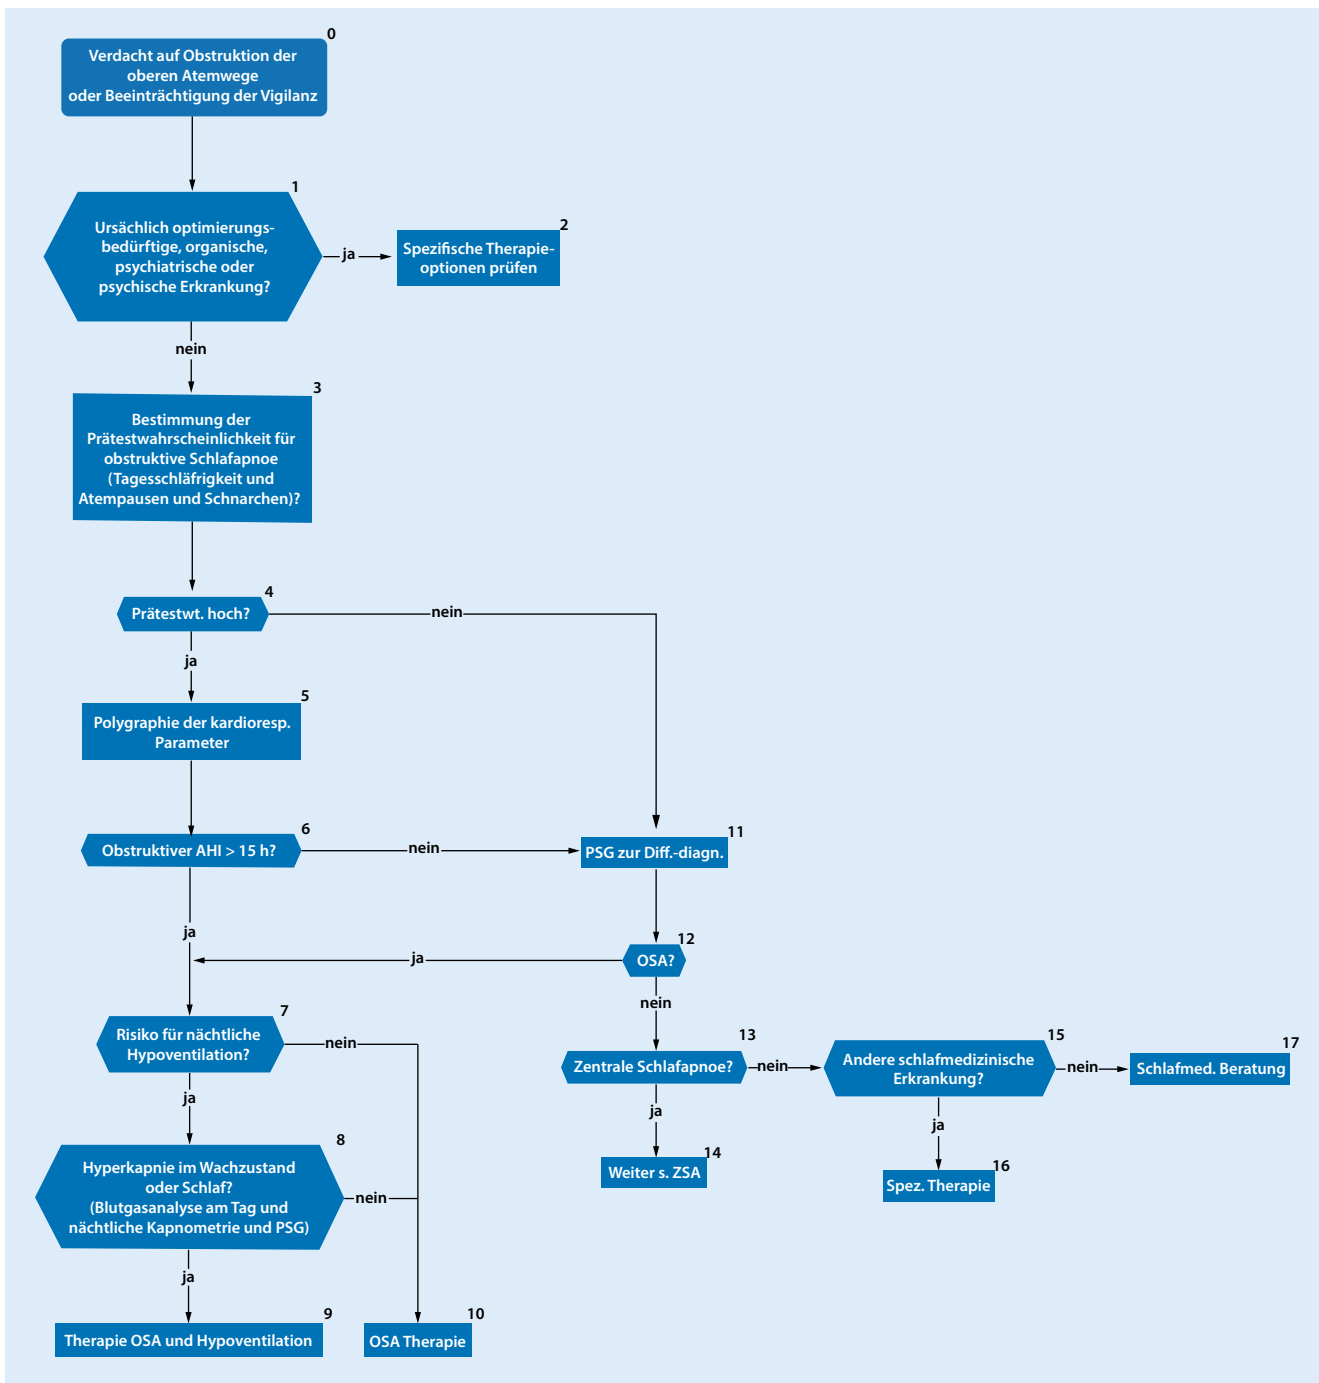 0
Verdacht auf Obstruktion der
oberen Atemwege
oder Beeinträchtigung der Vigilanz
1
Ursächlich optimierungs-
bedürftige, organische,
psychiatrische oder
psychische Erkrankung?
ja
2
Spezifische Therapie-
optionen prüfen
nein
3
Bestimmung der
Prätestwahrscheinlichkeit für
obstruktive Schlafapnoe
(Tagesschläfrigkeit und
Atempausen und Schnarchen)?
4
Prätestwt. hoch?
nein
ja
5
Polygraphie der kardioresp.
Parameter
6
Obstruktiver AHI > 15 h?
nein
11
PSG zur Diff.-diagn.
ja
12
OSA?
ja
nein
7
Risiko für nächtliche
Hypoventilation?
nein
13
Zentrale Schlafapnoe?
nein
15
Andere schlafmedizinische
Erkrankung?
nein
17
Schlafmed. Beratung
ja
ja
ja
8
Hyperkapnie im Wachzustand
oder Schlaf?
(Blutgasanalyse am Tag und
nächtliche Kapnometrie und PSG)
nein
14
Weiter s. ZSA
16
Spez. Therapie
ja
9
Therapie OSA und Hypoventilation
10
OSA Therapie